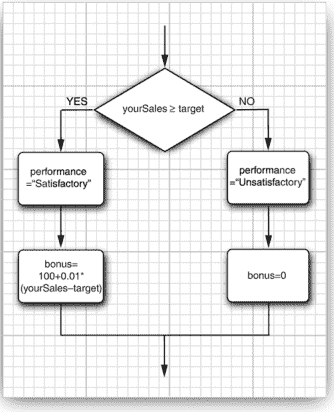 yourSales ≥ target
YES
NO
performance
="Satisfactory"
performance
="Unsatisfactory"
bonus=
100+0.01*
(yourSales–target)
bonus=0